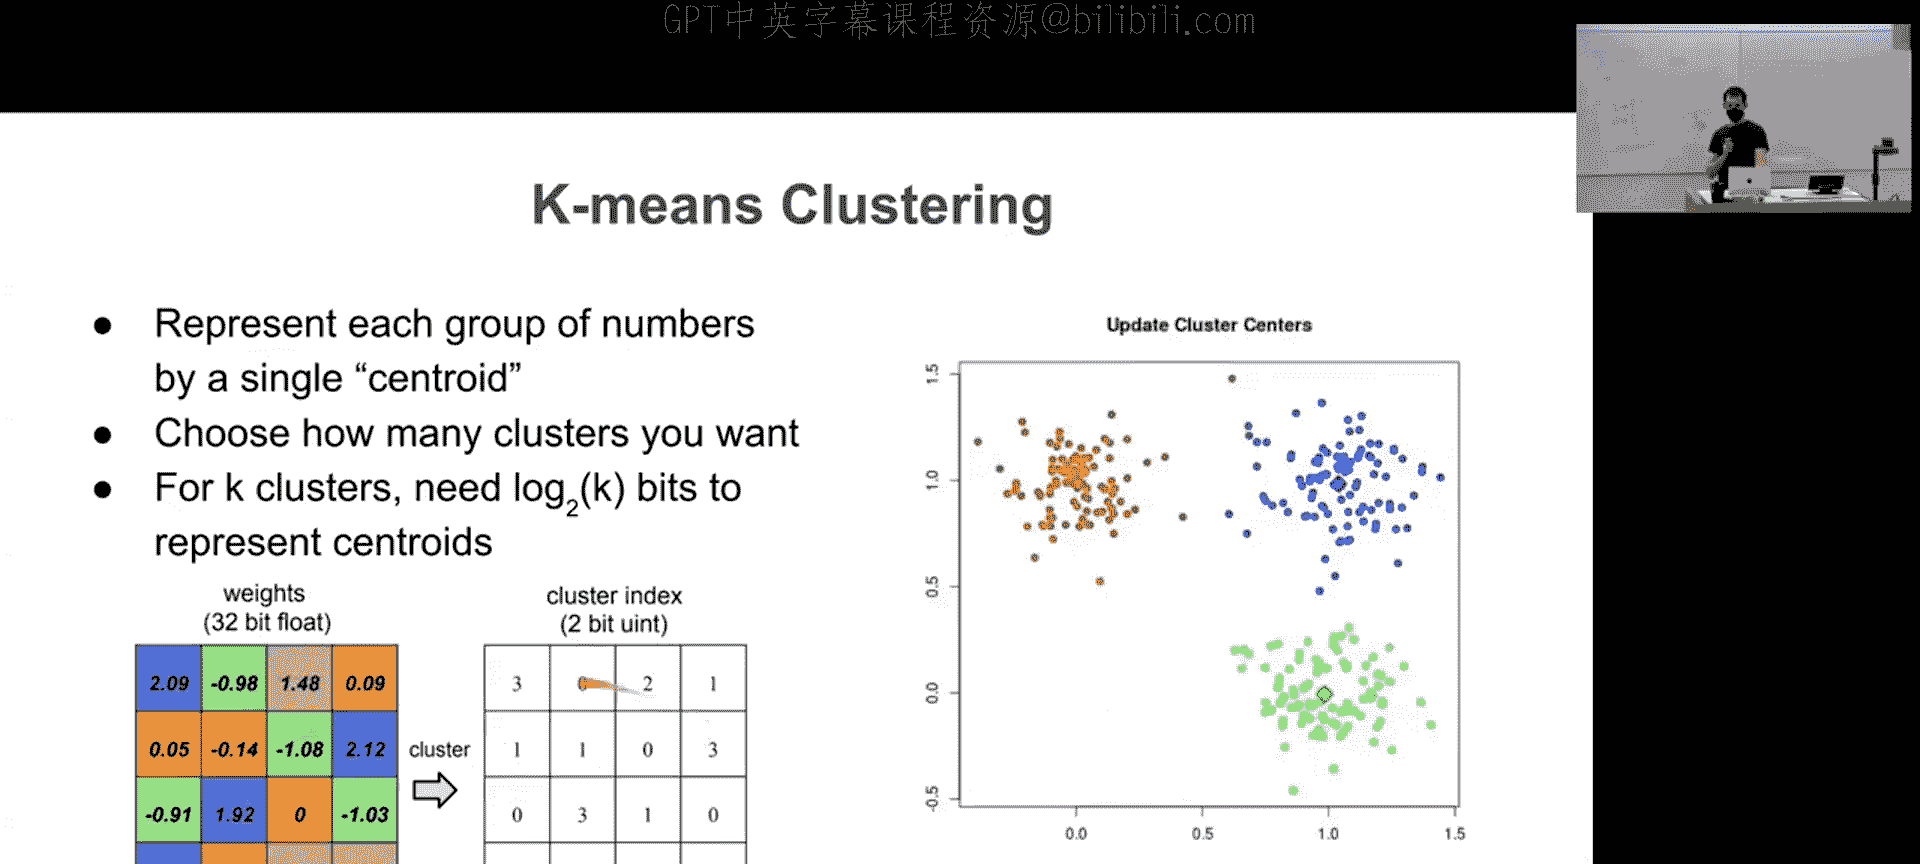 GPT中英字幕课程资源@bilibili.com
K-means Clustering
● Represent each group of numbers
by a single “centroid”
● Choose how many clusters you want
● For k clusters, need log2(k) bits to
represent centroids
weights
(32 bit float)
2.09 -0.98 1.48 0.09
0.05 -0.14 -1.08 2.12
-0.91 1.92 0 -1.03
cluster
cluster index
(2 bit uint)
3 2 1
1 1 0 3
0 3 1 0
Update Cluster Centers
1.5
1.0
0.5
0.0
-0.5
0.0 0.5 1.0 1.5